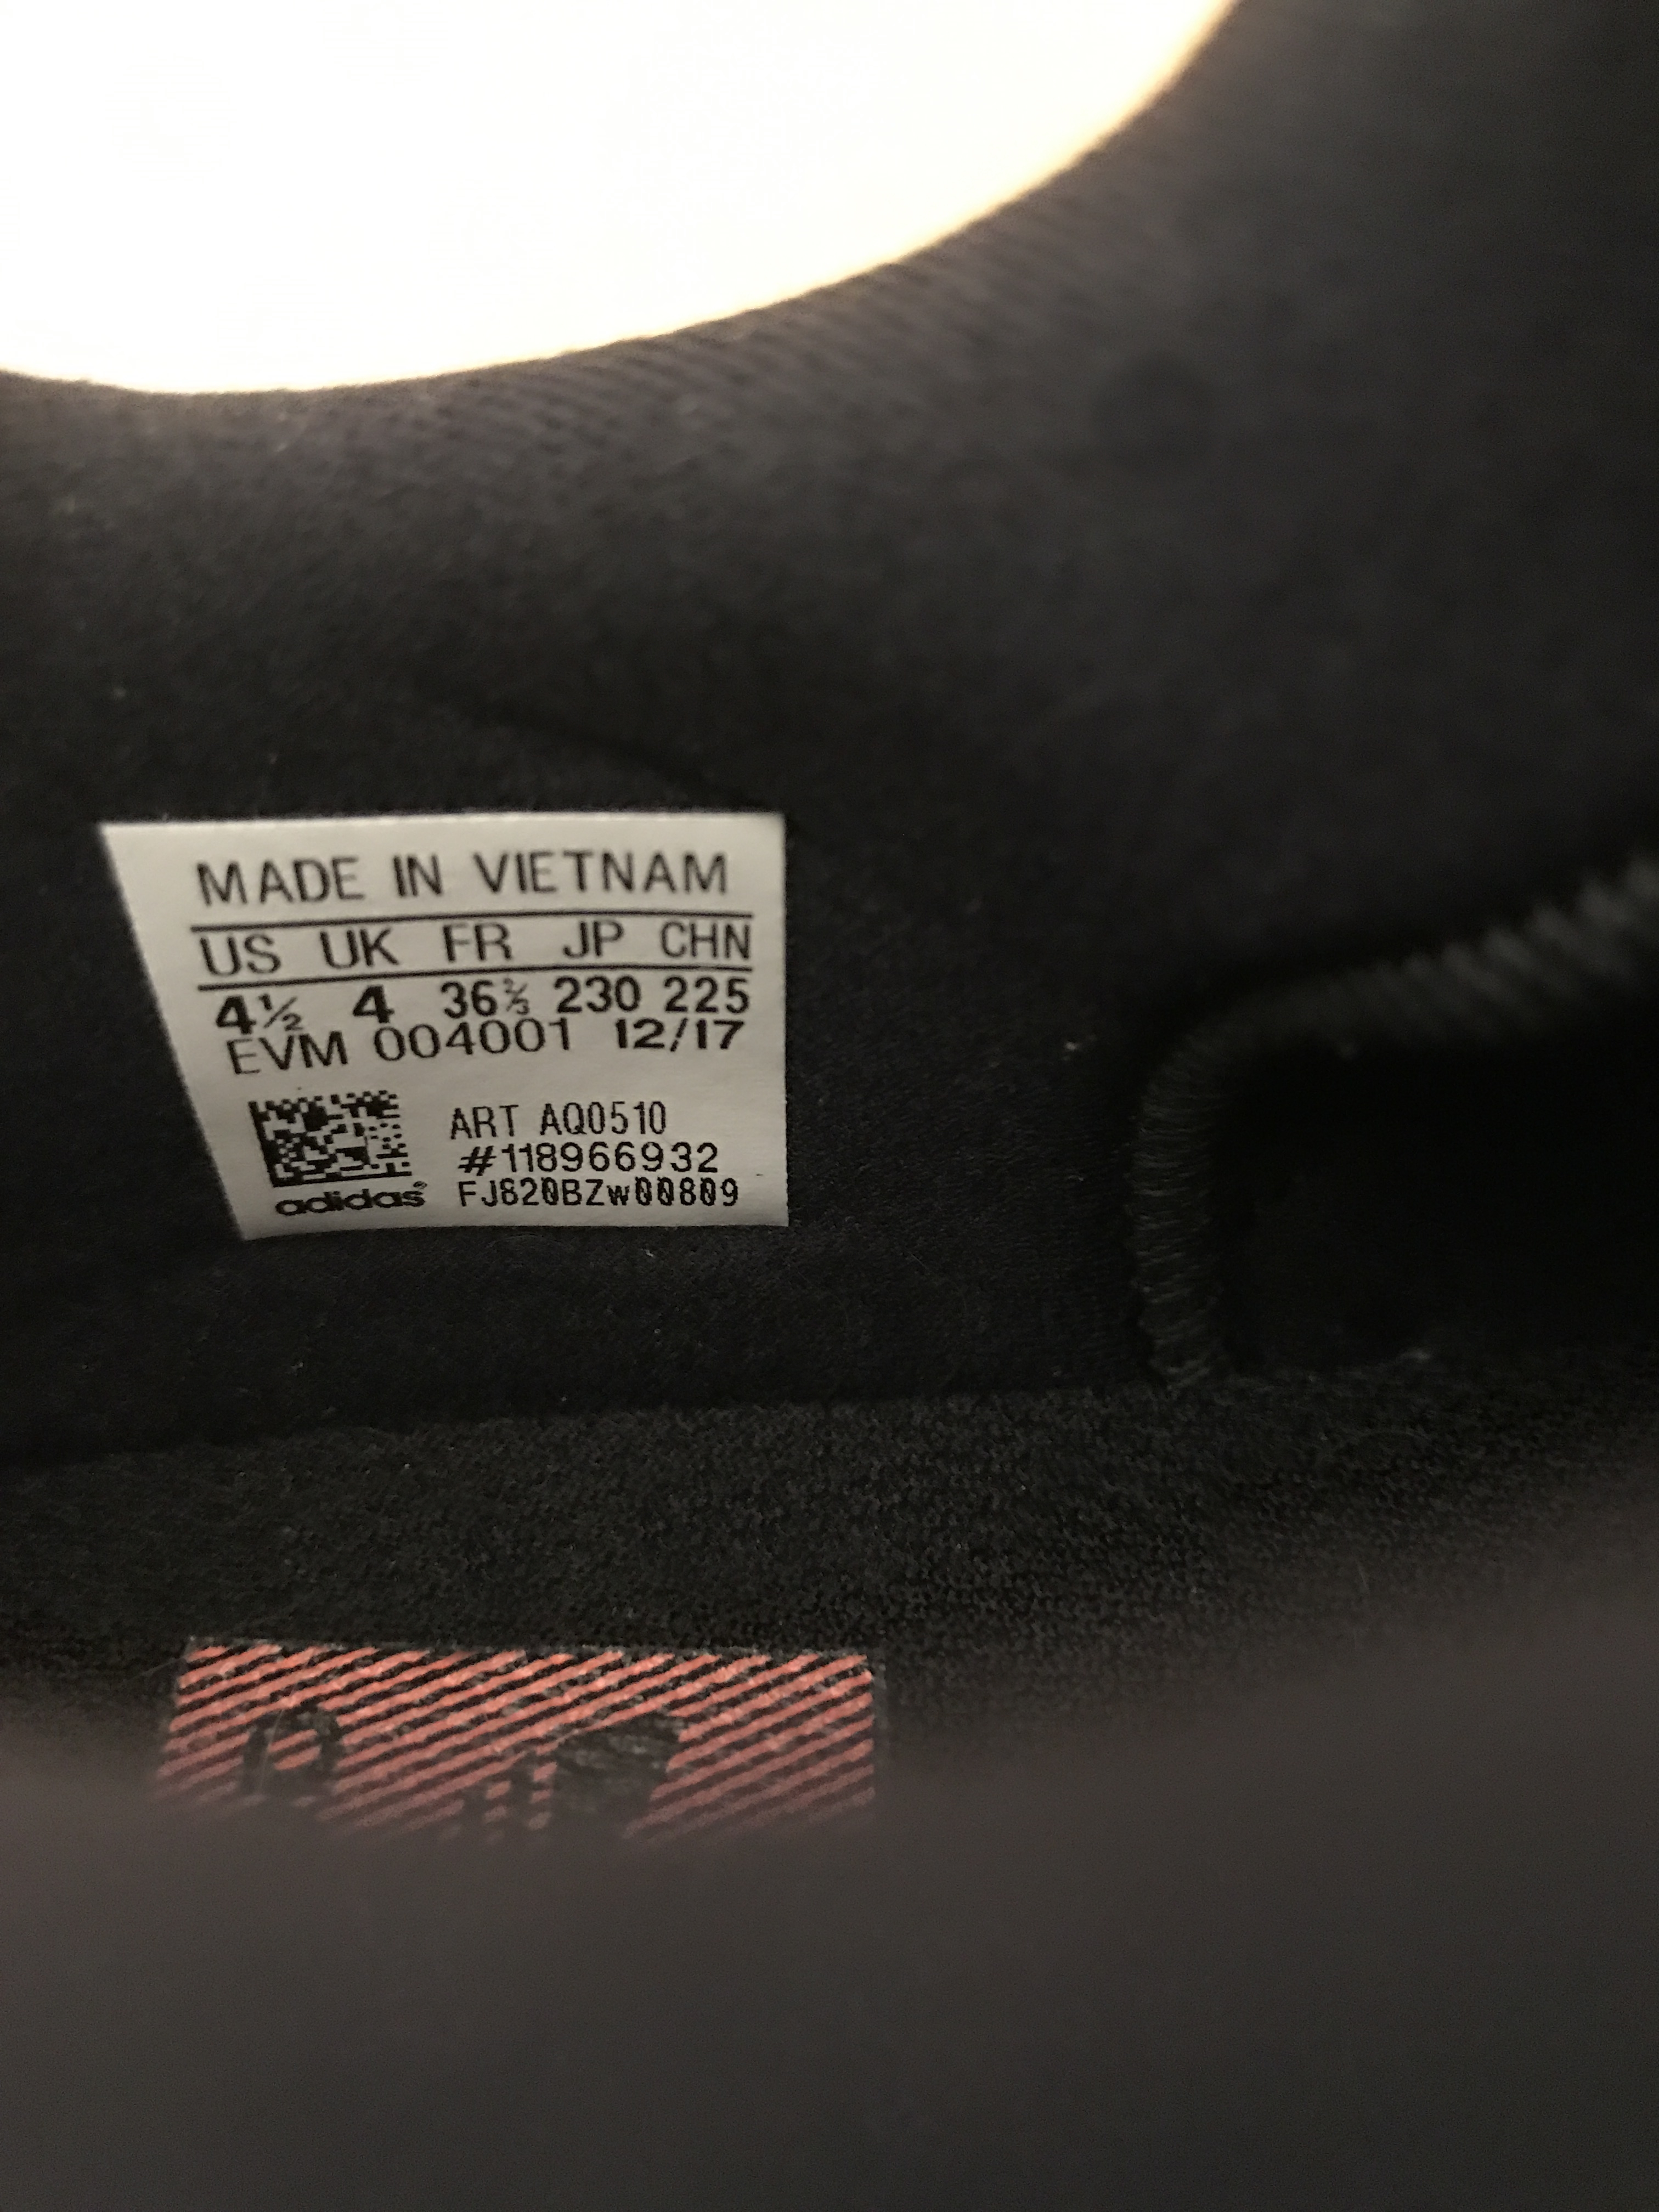 MADE IN VIETNAM
US UK FR JP CHN
4½ 4 36⅔ 230 225
EVM 004001 12/17
ART AQ0510
#118966932
adidas® FJ820BZw00809